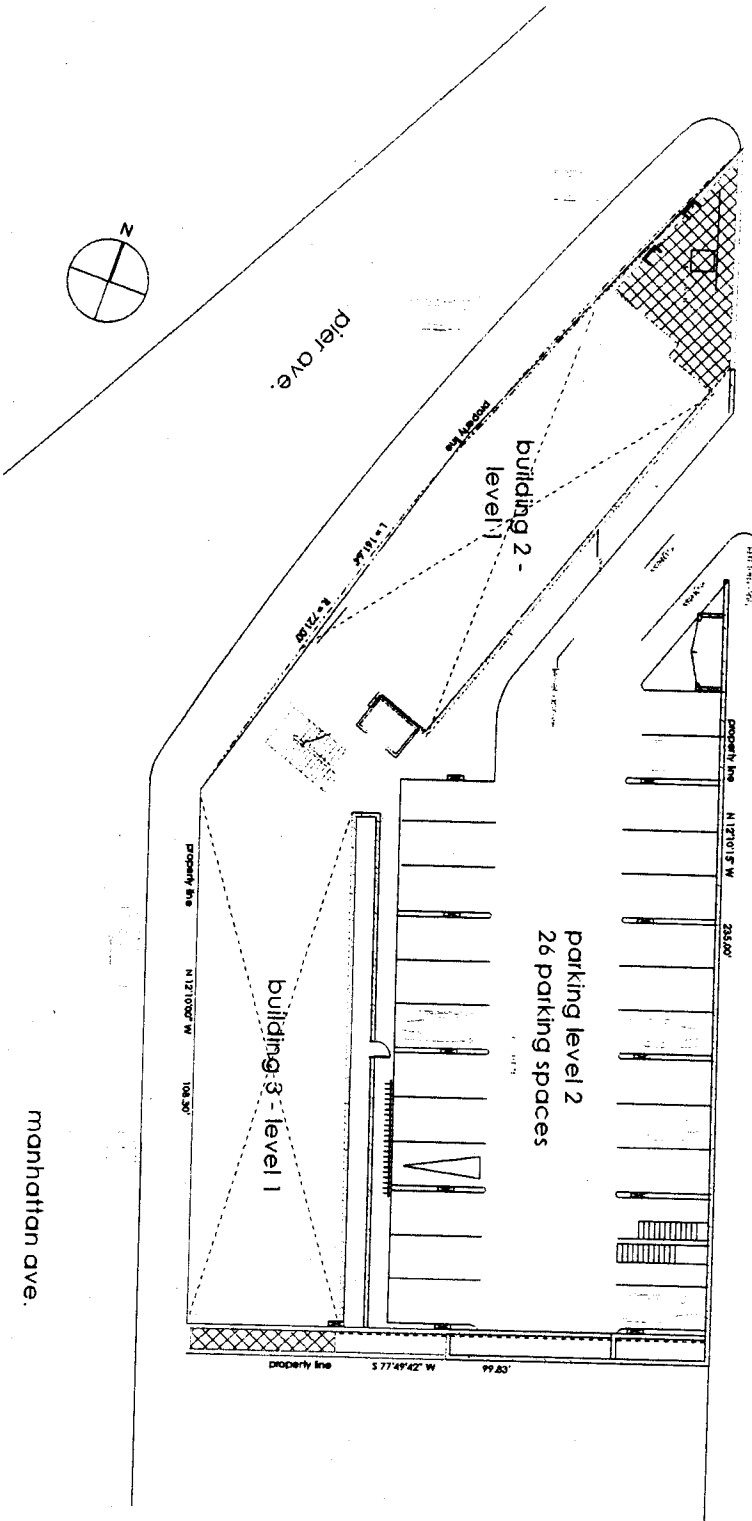 N
pier ave.
property line
L = 161.64'
R = 721.00'
building 2 -
level 1
property line N 12°10'15" W 235.00'
parking level 2
26 parking spaces
property line N 12°10'00" W 108.30'
building 3 - level 1
manhattan ave.
property line S 77°49'42" W 99.83'